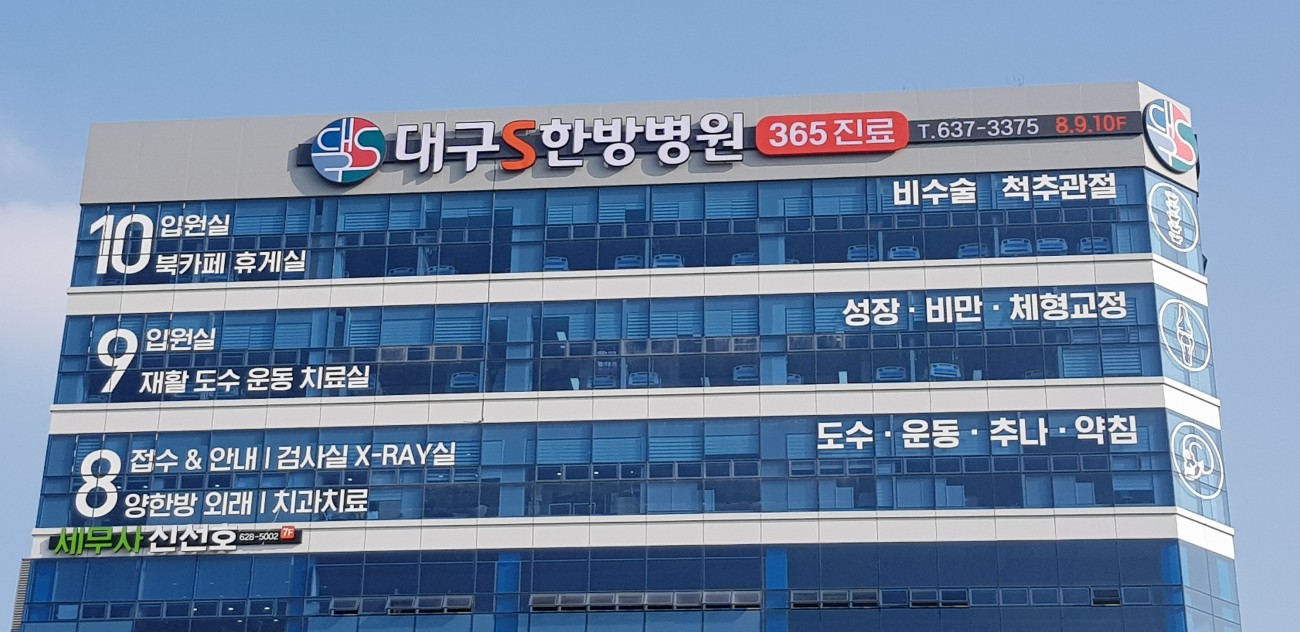 대구S한방병원 365진료 T.637-3375 8.9.10F
비수술 척추관절
10 입원실
북카페 휴게실
성장·비만·체형교정
9 입원실
재활 도수 운동 치료실
도수·운동·추나·약침
8 접수 & 안내 | 검사실 X-RAY실
양한방 외래 | 치과치료
세무사 신선호 628-5002 7F